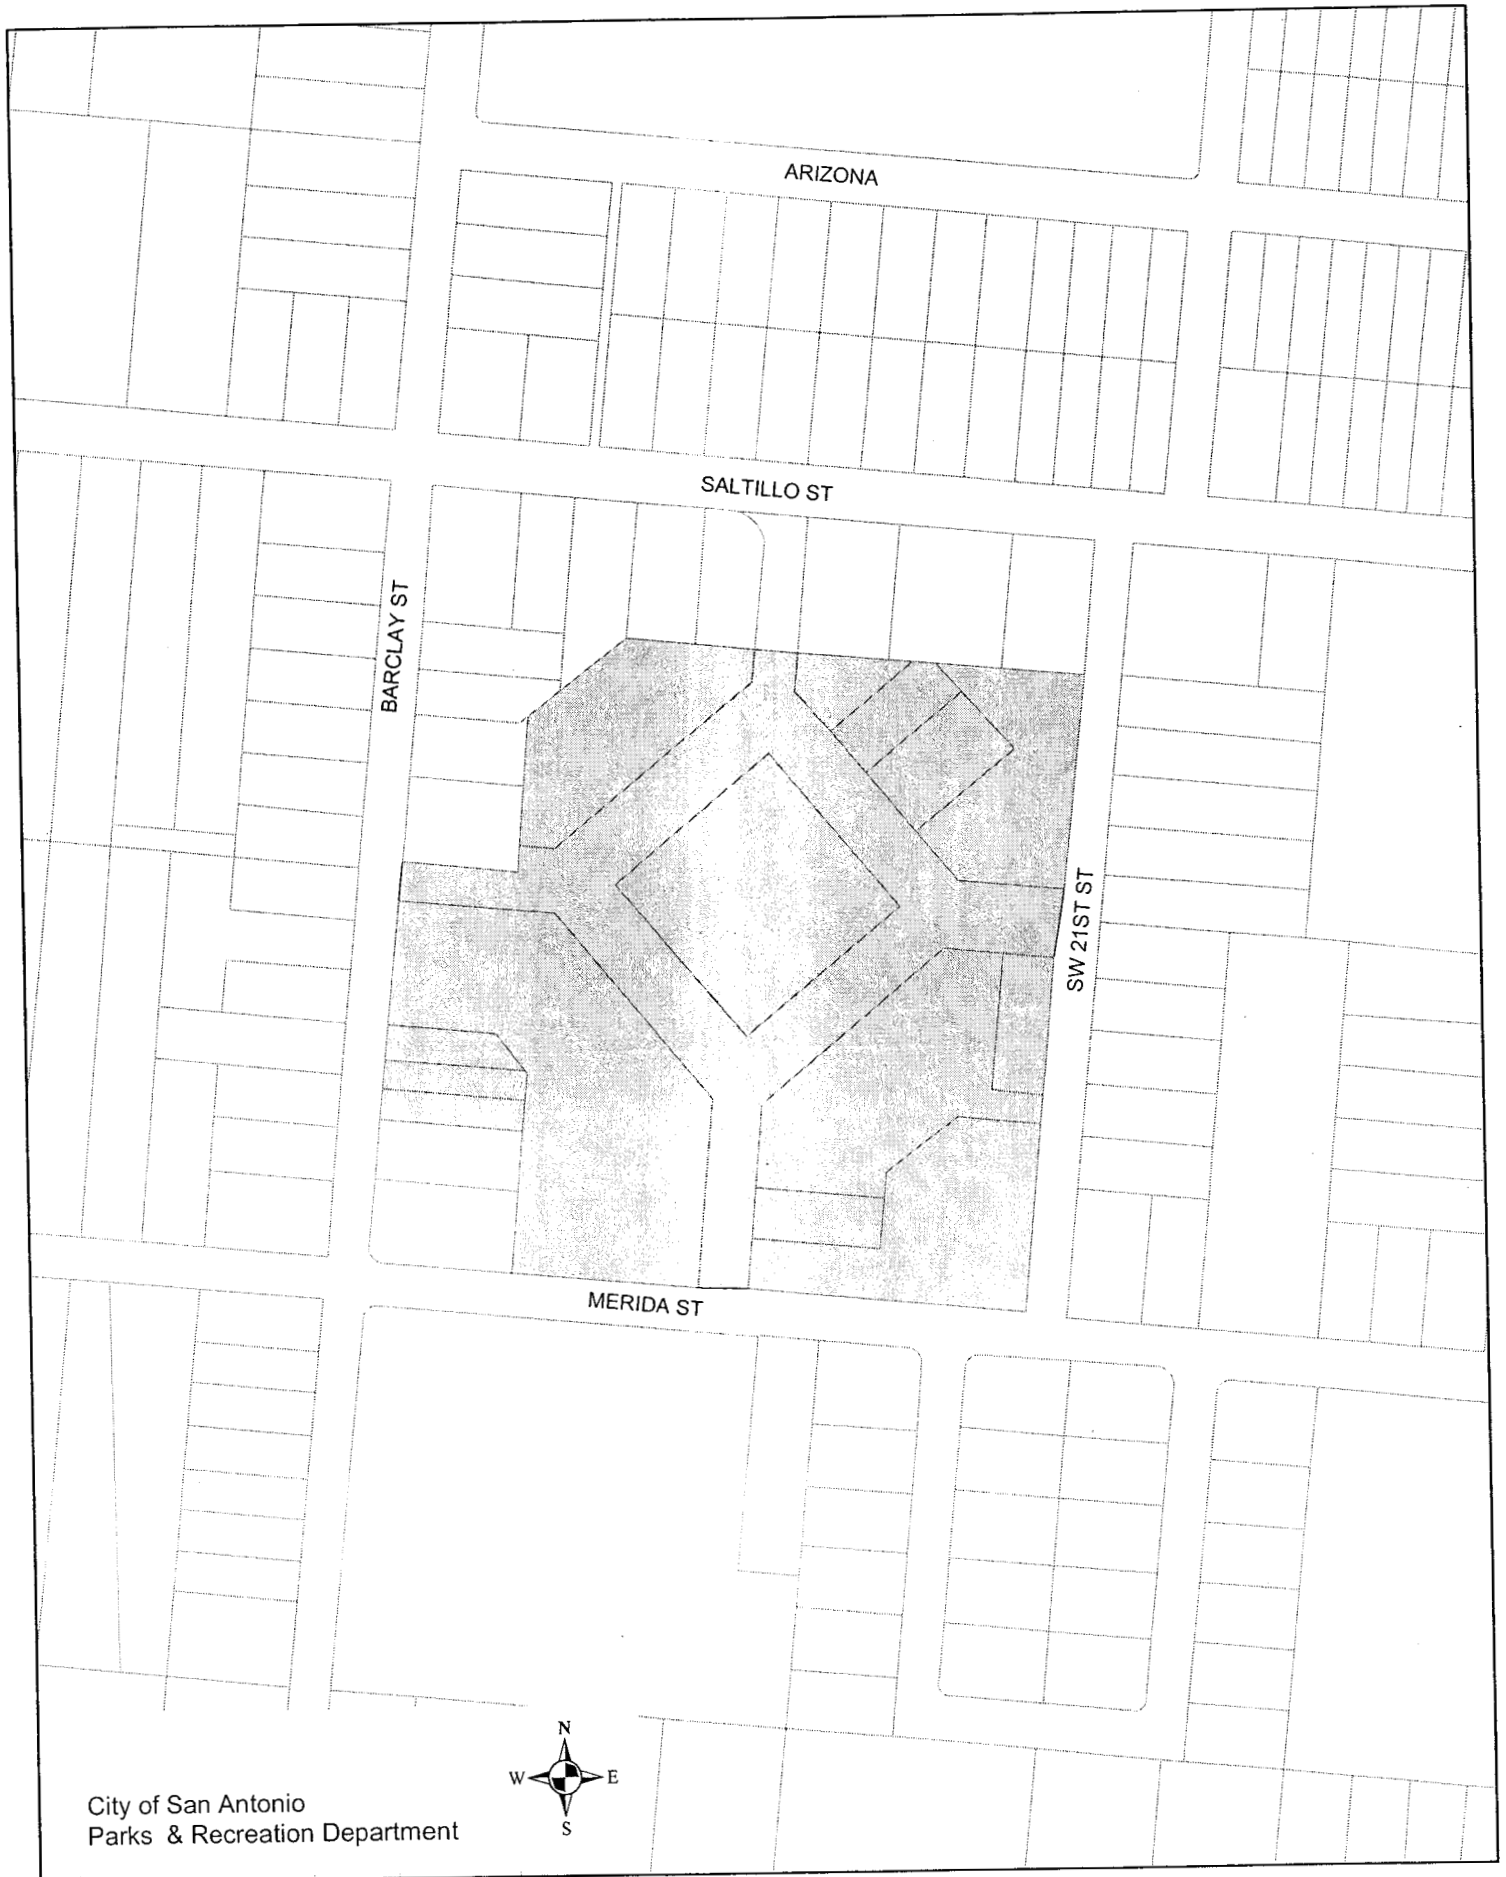 ARIZONA
SALTILLO ST
BARCLAY ST
SW 21ST ST
MERIDA ST
N
W E
S
City of San Antonio
Parks & Recreation Department